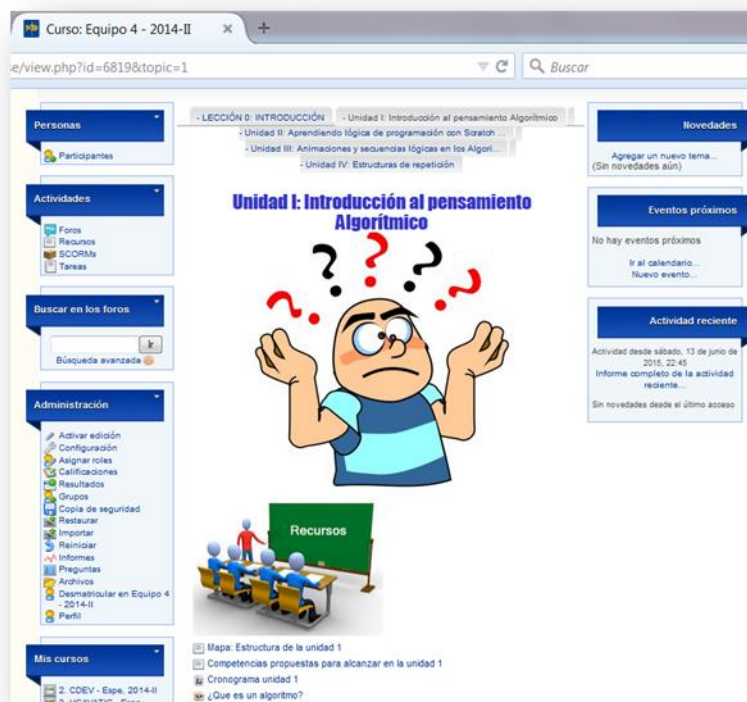 Curso: Equipo 4 - 2014-II
e/view.php?id=6819&topic=1
Buscar
Personas
Participantes
Actividades
Foros
Recursos
SCORMs
Tareas
Buscar en los foros
Ir
Búsqueda avanzada
Administración
Activar edición
Configuración
Asignar roles
Calificaciones
Resultados
Grupos
Copia de seguridad
Restaurar
Importar
Reiniciar
Informes
Preguntas
Archivos
Desmatricular en Equipo 4
- 2014-II
Perfil
Mis cursos
2. CDEV - Espe. 2014-II
- LECCIÓN 0: INTRODUCCIÓN
- Unidad I: Introducción al pensamiento Algorítmico
- Unidad II: Aprendiendo lógica de programación con Scratch ...
- Unidad III: Animaciones y secuencias lógicas en los Algori...
- Unidad IV: Estructuras de repetición
Unidad I: Introducción al pensamiento
Algorítmico
? ? ? ? ?
Recursos
Mapa: Estructura de la unidad 1
Competencias propuestas para alcanzar en la unidad 1
Cronograma unidad 1
¿Que es un algoritmo?
Novedades
Agregar un nuevo tema...
(Sin novedades aún)
Eventos próximos
No hay eventos próximos
Ir al calendario...
Nuevo evento...
Actividad reciente
Actividad desde sábado, 13 de junio de
2015, 22:45
Informe completo de la actividad
reciente...
Sin novedades desde el último acceso